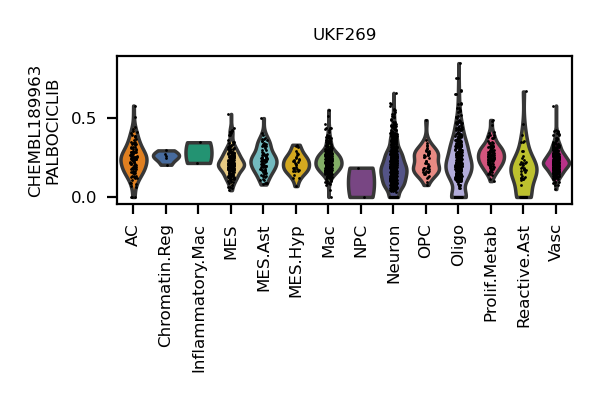 UKF269
CHEMBL189963
PALBOCICLIB
0.5
0.0
AC
Chromatin.Reg
Inflammatory.Mac
MES
MES.Ast
MES.Hyp
Mac
NPC
Neuron
OPC
Oligo
Prolif.Metab
Reactive.Ast
Vasc